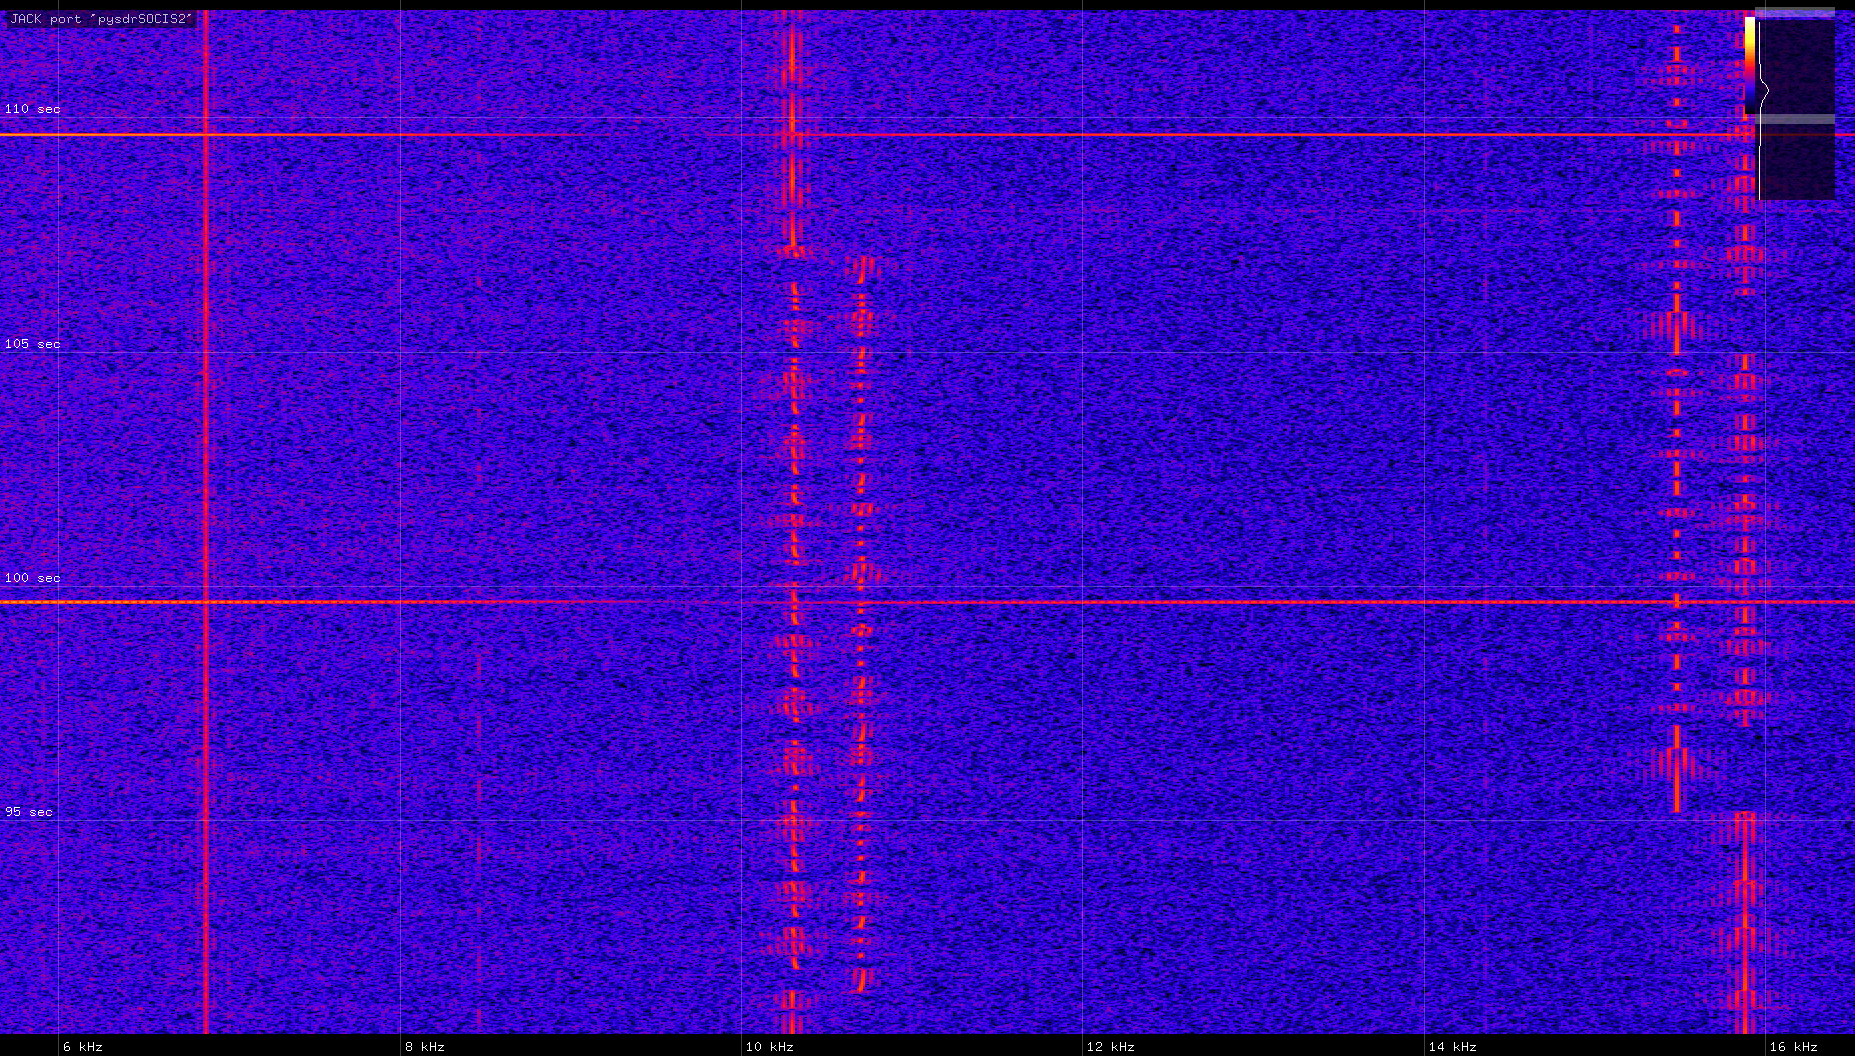 JACK port "pysdrSOCIS2"
110 sec
105 sec
100 sec
95 sec
6 kHz
8 kHz
10 kHz
12 kHz
14 kHz
16 kHz